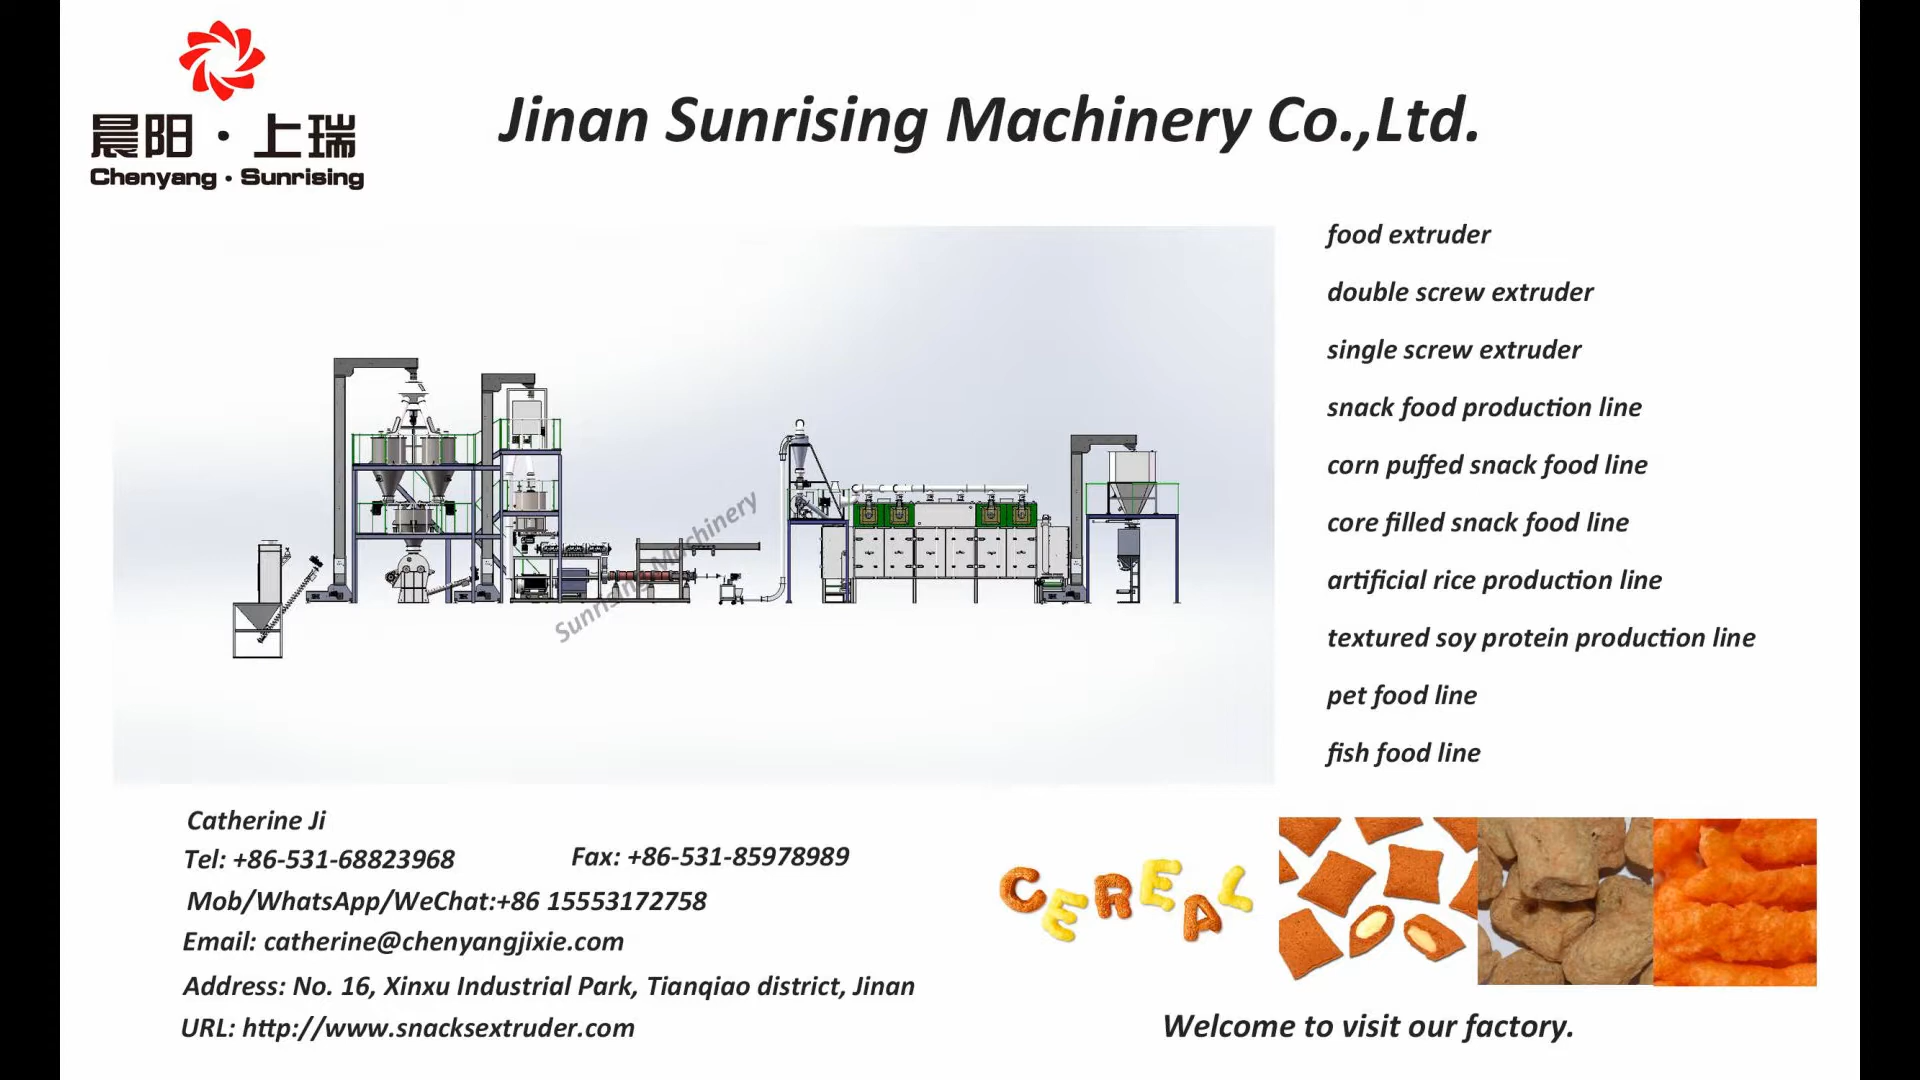 晨阳·上瑞
Chenyang · Sunrising
Jinan Sunrising Machinery Co.,Ltd.
food extruder
double screw extruder
single screw extruder
snack food production line
corn puffed snack food line
core filled snack food line
artificial rice production line
textured soy protein production line
pet food line
fish food line
Sunrising Machinery
Catherine Ji
Tel: +86-531-68823968
Fax: +86-531-85978989
Mob/WhatsApp/WeChat:+86 15553172758
Email: catherine@chenyangjixie.com
Address: No. 16, Xinxu Industrial Park, Tianqiao district, Jinan
URL: http://www.snacksextruder.com
CEREAL
Welcome to visit our factory.